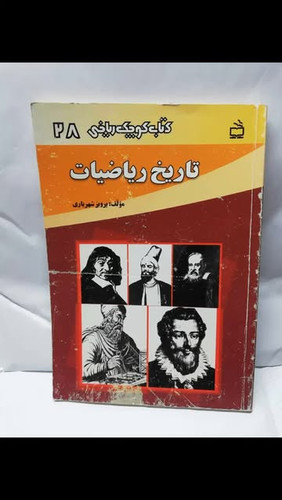 کتاب کوچک ریاضی ۲۸
تاریخ ریاضیات
مؤلف: پرویز شهریاری